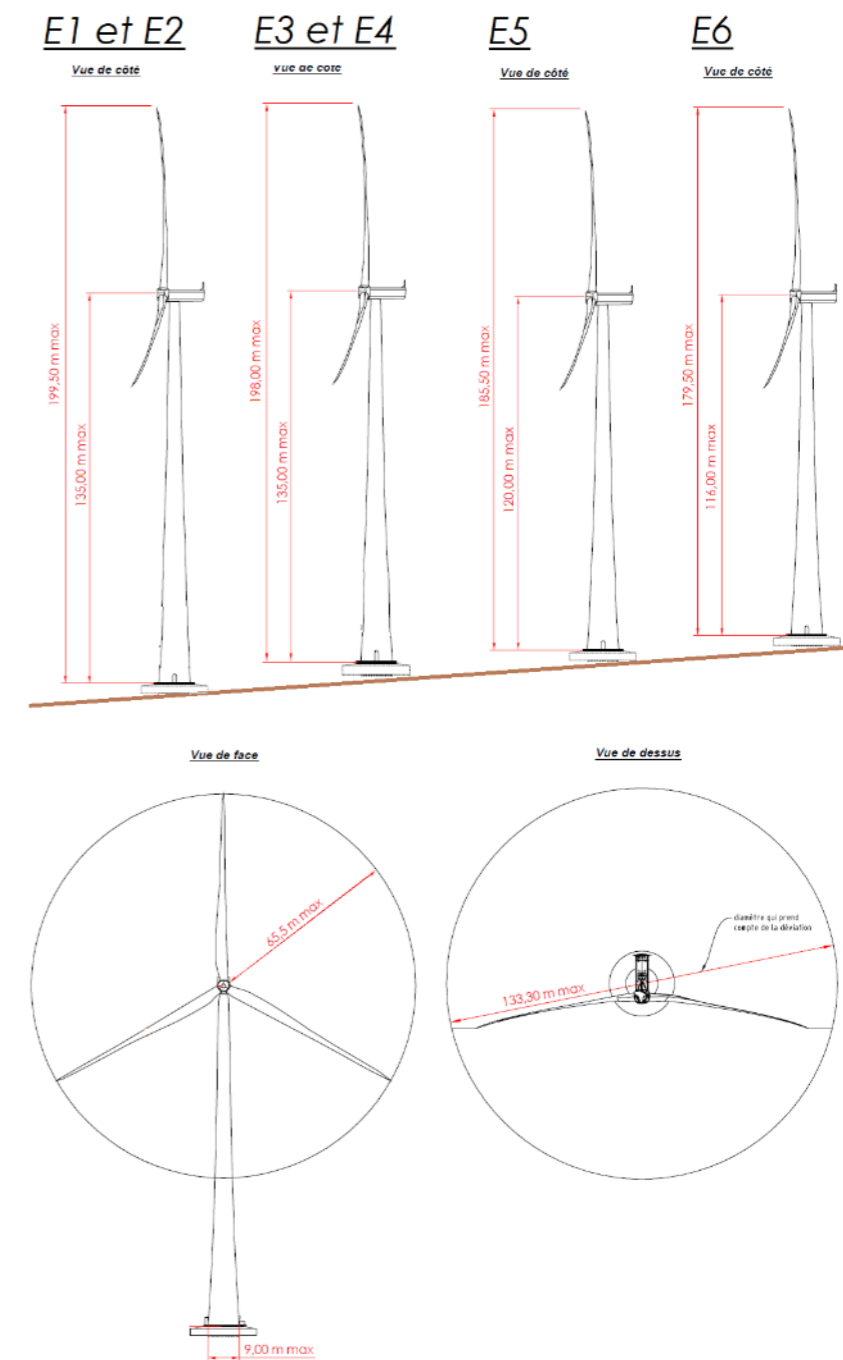 E1 et E2
E3 et E4
E5
E6
Vue de côté
Vue de côté
Vue de côté
Vue de côté
199,50 m max
135,00 m max
198,00 m max
135,00 m max
185,50 m max
120,00 m max
179,50 m max
116,00 m max
Vue de face
Vue de dessus
65,5 m max
diamètre qui prend
compte de la déviation
133,30 m max
9,00 m max